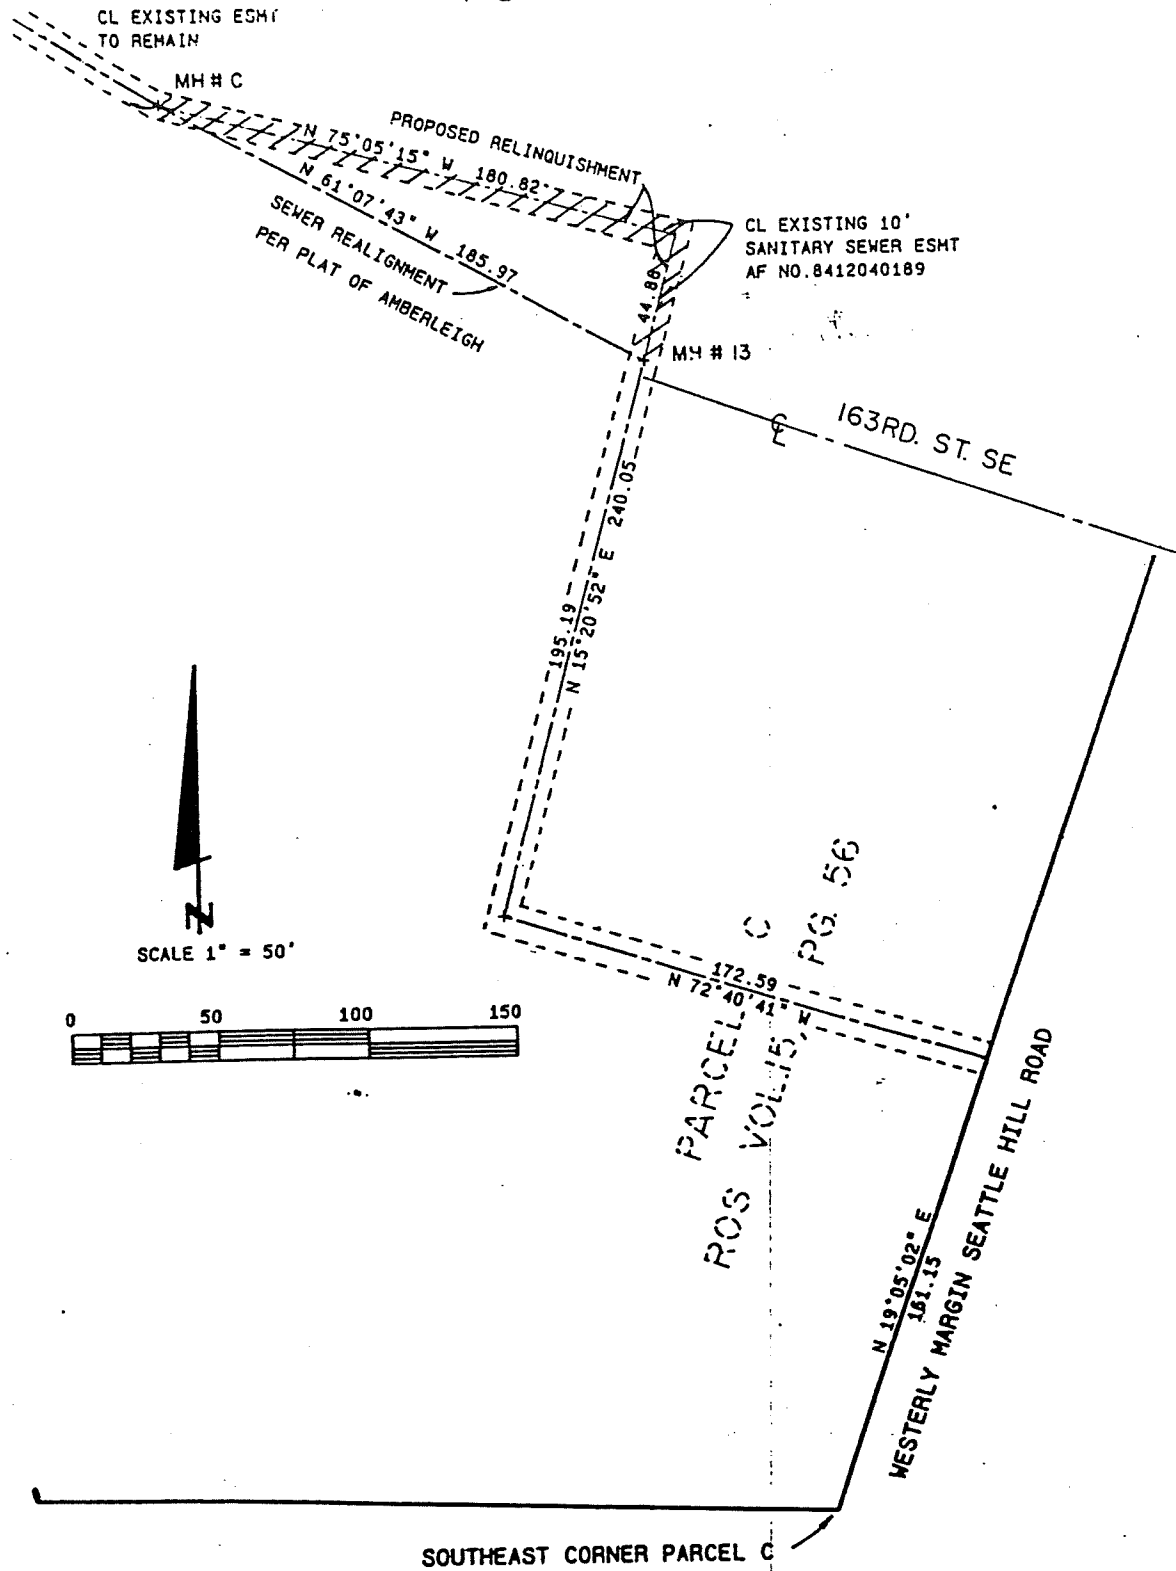 CL EXISTING ESMT
TO REMAIN
MH # C
PROPOSED RELINQUISHMENT
N 75°05'15" W 180.82'
N 61°07'43" W 185.97
SEWER REALIGNMENT
PER PLAT OF AMBERLEIGH
CL EXISTING 10'
SANITARY SEWER ESMT
AF NO.8412040189
44.86
MH # 13
163RD. ST. SE
195.19
N 15°20'52" E 240.05
N
SCALE 1" = 50'
0 50 100 150
172.59
N 72°40'41" W
PARCEL C
ROS VOL.15, PG. 56
N 19°05'02" E
161.15
WESTERLY MARGIN SEATTLE HILL ROAD
SOUTHEAST CORNER PARCEL C